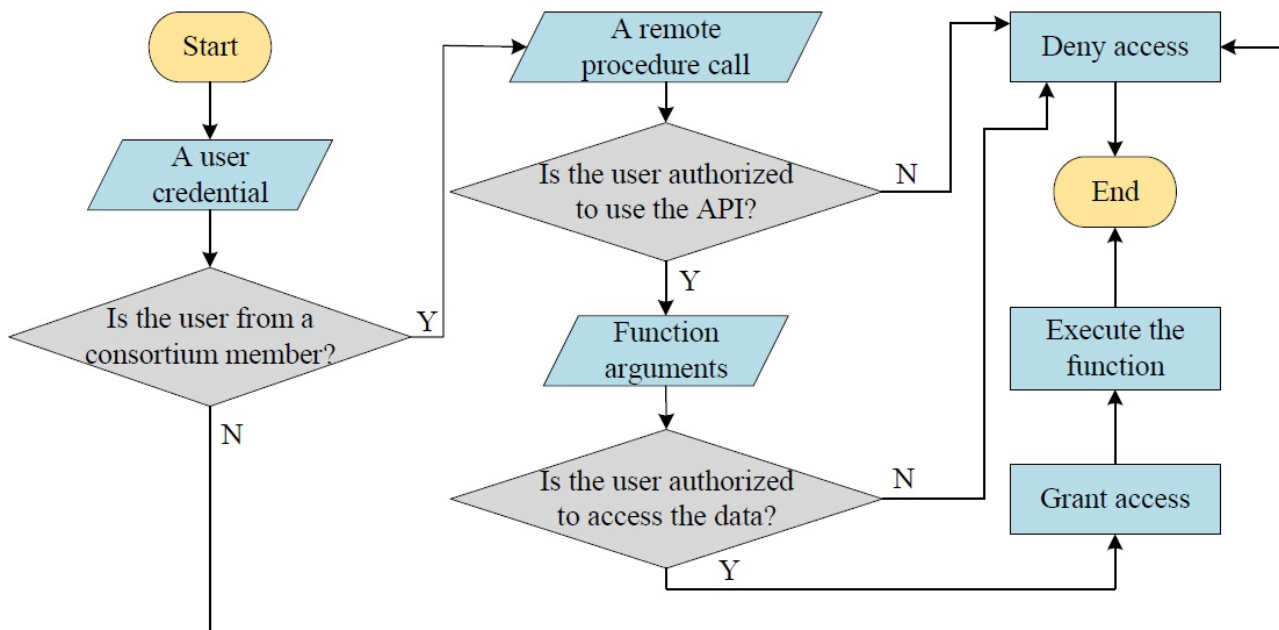 Start
A user
credential
Is the user from a
consortium member?
Y
N
A remote
procedure call
Is the user authorized
to use the API?
N
Y
Function
arguments
Is the user authorized
to access the data?
N
Y
Deny access
End
Execute the
function
Grant access